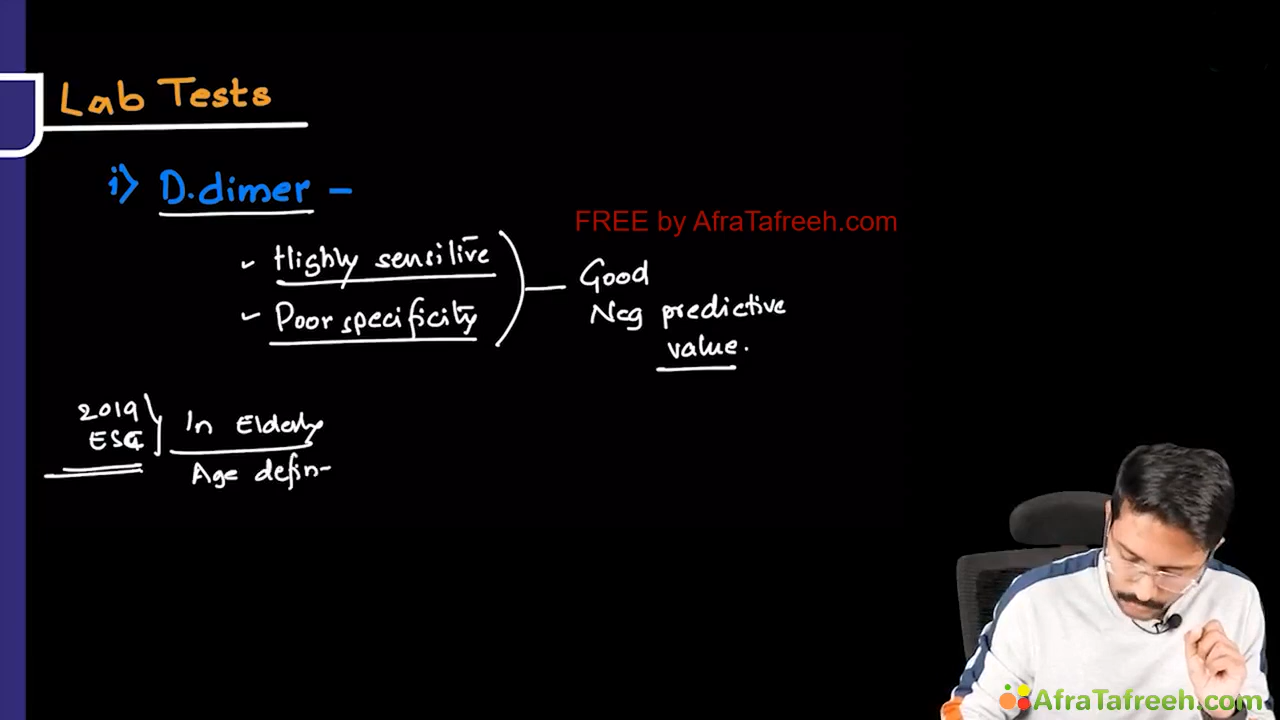 Lab Tests
i) D.dimer -
FREE by AfraTafreeh.com
Highly sensitive
Poor specificity
Good
Neg predictive
value.
2019
ESC
In Elderly
Age defin-
AfraTafreeh.com